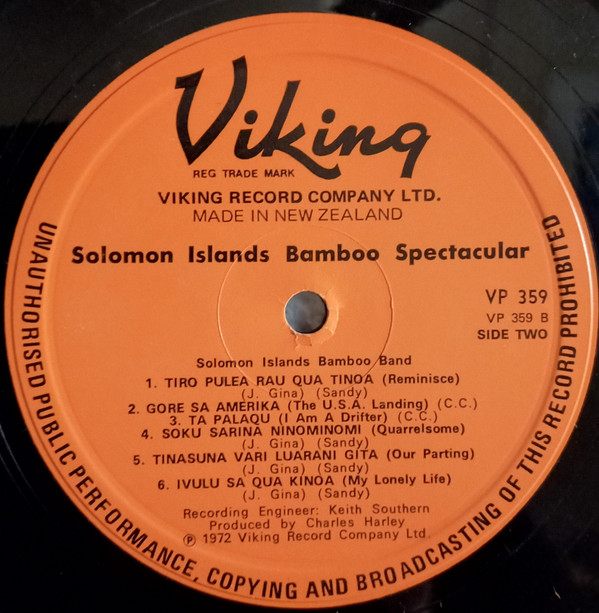 Viking
REG TRADE MARK
VIKING RECORD COMPANY LTD.
MADE IN NEW ZEALAND
Solomon Islands Bamboo Spectacular
VP 359
VP 359 B
SIDE TWO
Solomon Islands Bamboo Band
1. TIRO PULEA RAU QUA TINOA (Reminisce)
(J. Gina) (Sandy)
2. GORE SA AMERIKA (The U.S.A. Landing) (C.C.)
3. TA PALAQU (I Am A Drifter) (C.C.)
4. SOKU SARINA NINOMINOMI (Quarrelsome)
(J. Gina) (Sandy)
5. TINASUNA VARI LUARANI GITA (Our Parting)
(J. Gina) (Sandy)
6. IVULU SA QUA KINOA (My Lonely Life)
(J. Gina) (Sandy)
Recording Engineer: Keith Southern
Produced by Charles Harley
℗ 1972 Viking Record Company Ltd.
UNAUTHORISED PUBLIC PERFORMANCE, COPYING AND BROADCASTING OF THIS RECORD PROHIBITED